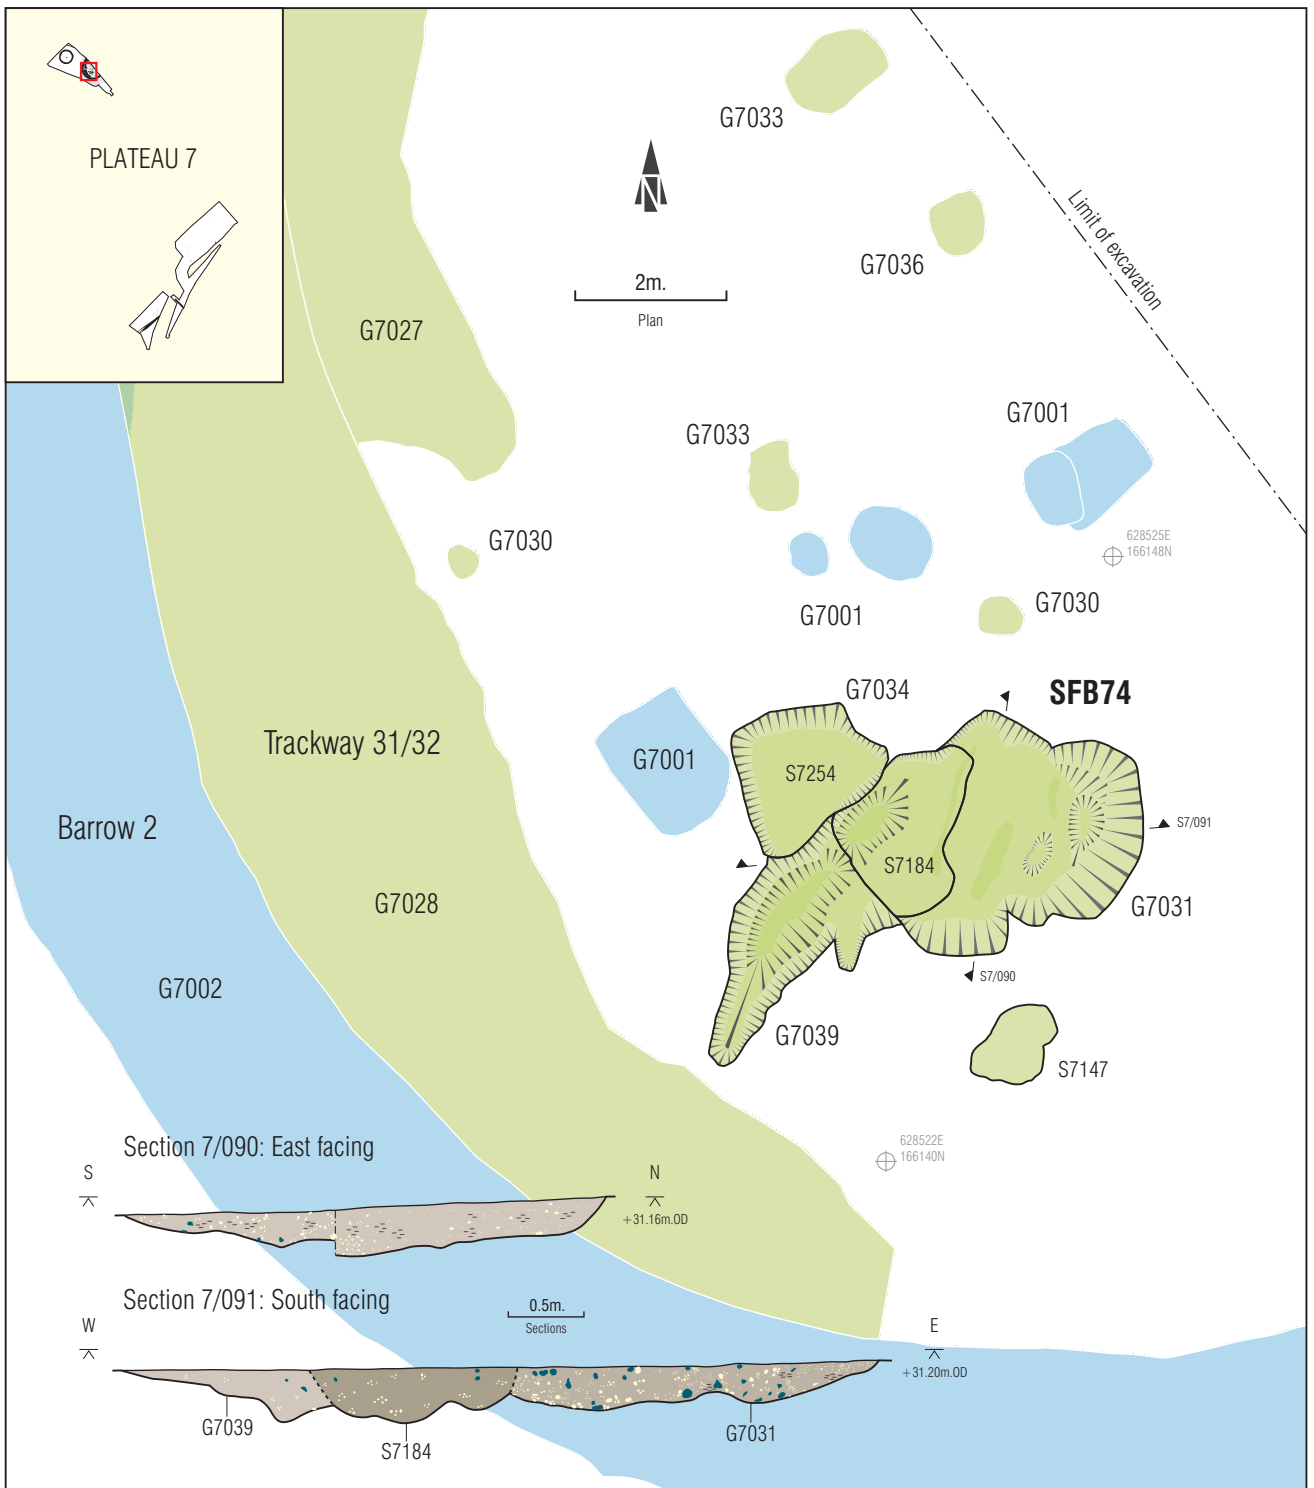 PLATEAU 7
G7033
N
G7036
Limit of excavation
2m.
Plan
G7027
G7001
G7033
628525E
166148N
G7030
G7030
G7001
G7034
SFB74
Trackway 31/32
G7001
S7254
Barrow 2
S7/091
S7184
G7028
G7031
G7002
S7/090
G7039
S7147
Section 7/090: East facing
628522E
166140N
S
N
+31.16m.OD
Section 7/091: South facing
0.5m.
Sections
W
E
+31.20m.OD
G7039
S7184
G7031